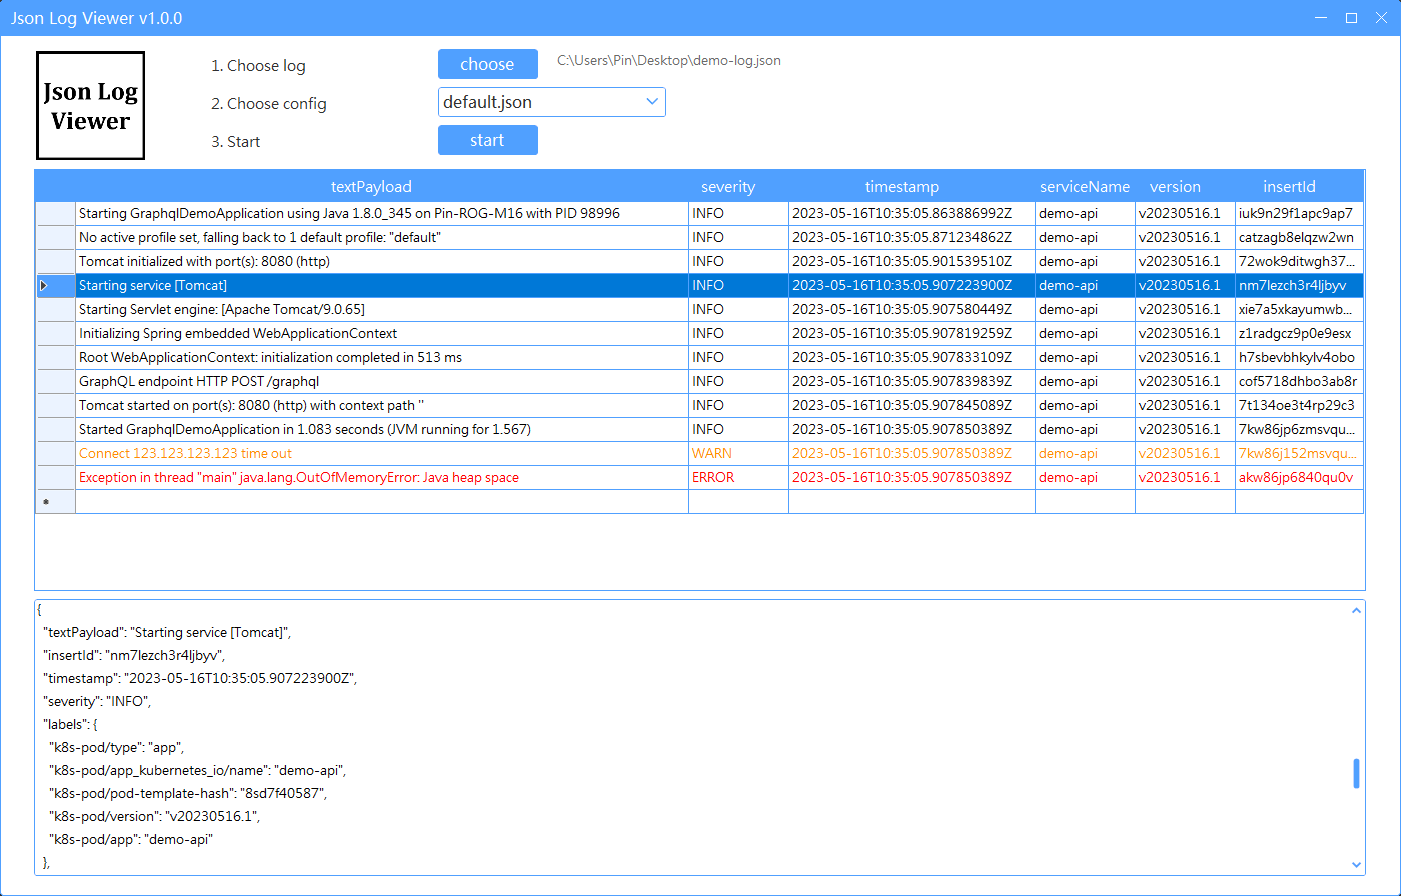 Json Log Viewer v1.0.0
Json Log
Viewer
1. Choose log
choose
C:\Users\Pin\Desktop\demo-log.json
2. Choose config
default.json
3. Start
start
textPayload severity timestamp serviceName version insertId
Starting GraphqlDemoApplication using Java 1.8.0_345 on Pin-ROG-M16 with PID 98996 INFO 2023-05-16T10:35:05.863886992Z demo-api v20230516.1 iuk9n29f1apc9ap7
No active profile set, falling back to 1 default profile: "default" INFO 2023-05-16T10:35:05.871234862Z demo-api v20230516.1 catzagb8elqzw2wn
Tomcat initialized with port(s): 8080 (http) INFO 2023-05-16T10:35:05.901539510Z demo-api v20230516.1 72wok9ditwgh37...
Starting service [Tomcat] INFO 2023-05-16T10:35:05.907223900Z demo-api v20230516.1 nm7lezch3r4ljbyv
Starting Servlet engine: [Apache Tomcat/9.0.65] INFO 2023-05-16T10:35:05.907580449Z demo-api v20230516.1 xie7a5xkayumwb...
Initializing Spring embedded WebApplicationContext INFO 2023-05-16T10:35:05.907819259Z demo-api v20230516.1 z1radgcz9p0e9esx
Root WebApplicationContext: initialization completed in 513 ms INFO 2023-05-16T10:35:05.907833109Z demo-api v20230516.1 h7sbevbhkylv4obo
GraphQL endpoint HTTP POST /graphql INFO 2023-05-16T10:35:05.907839839Z demo-api v20230516.1 cof5718dhbo3ab8r
Tomcat started on port(s): 8080 (http) with context path '' INFO 2023-05-16T10:35:05.907845089Z demo-api v20230516.1 7t134oe3t4rp29c3
Started GraphqlDemoApplication in 1.083 seconds (JVM running for 1.567) INFO 2023-05-16T10:35:05.907850389Z demo-api v20230516.1 7kw86jp6zmsvqu...
Connect 123.123.123.123 time out WARN 2023-05-16T10:35:05.907850389Z demo-api v20230516.1 7kw86j152msvqu...
Exception in thread "main" java.lang.OutOfMemoryError: Java heap space ERROR 2023-05-16T10:35:05.907850389Z demo-api v20230516.1 akw86jp6840qu0v
*
{
"textPayload": "Starting service [Tomcat]",
"insertId": "nm7lezch3r4ljbyv",
"timestamp": "2023-05-16T10:35:05.907223900Z",
"severity": "INFO",
"labels": {
"k8s-pod/type": "app",
"k8s-pod/app_kubernetes_io/name": "demo-api",
"k8s-pod/pod-template-hash": "8sd7f40587",
"k8s-pod/version": "v20230516.1",
"k8s-pod/app": "demo-api"
},